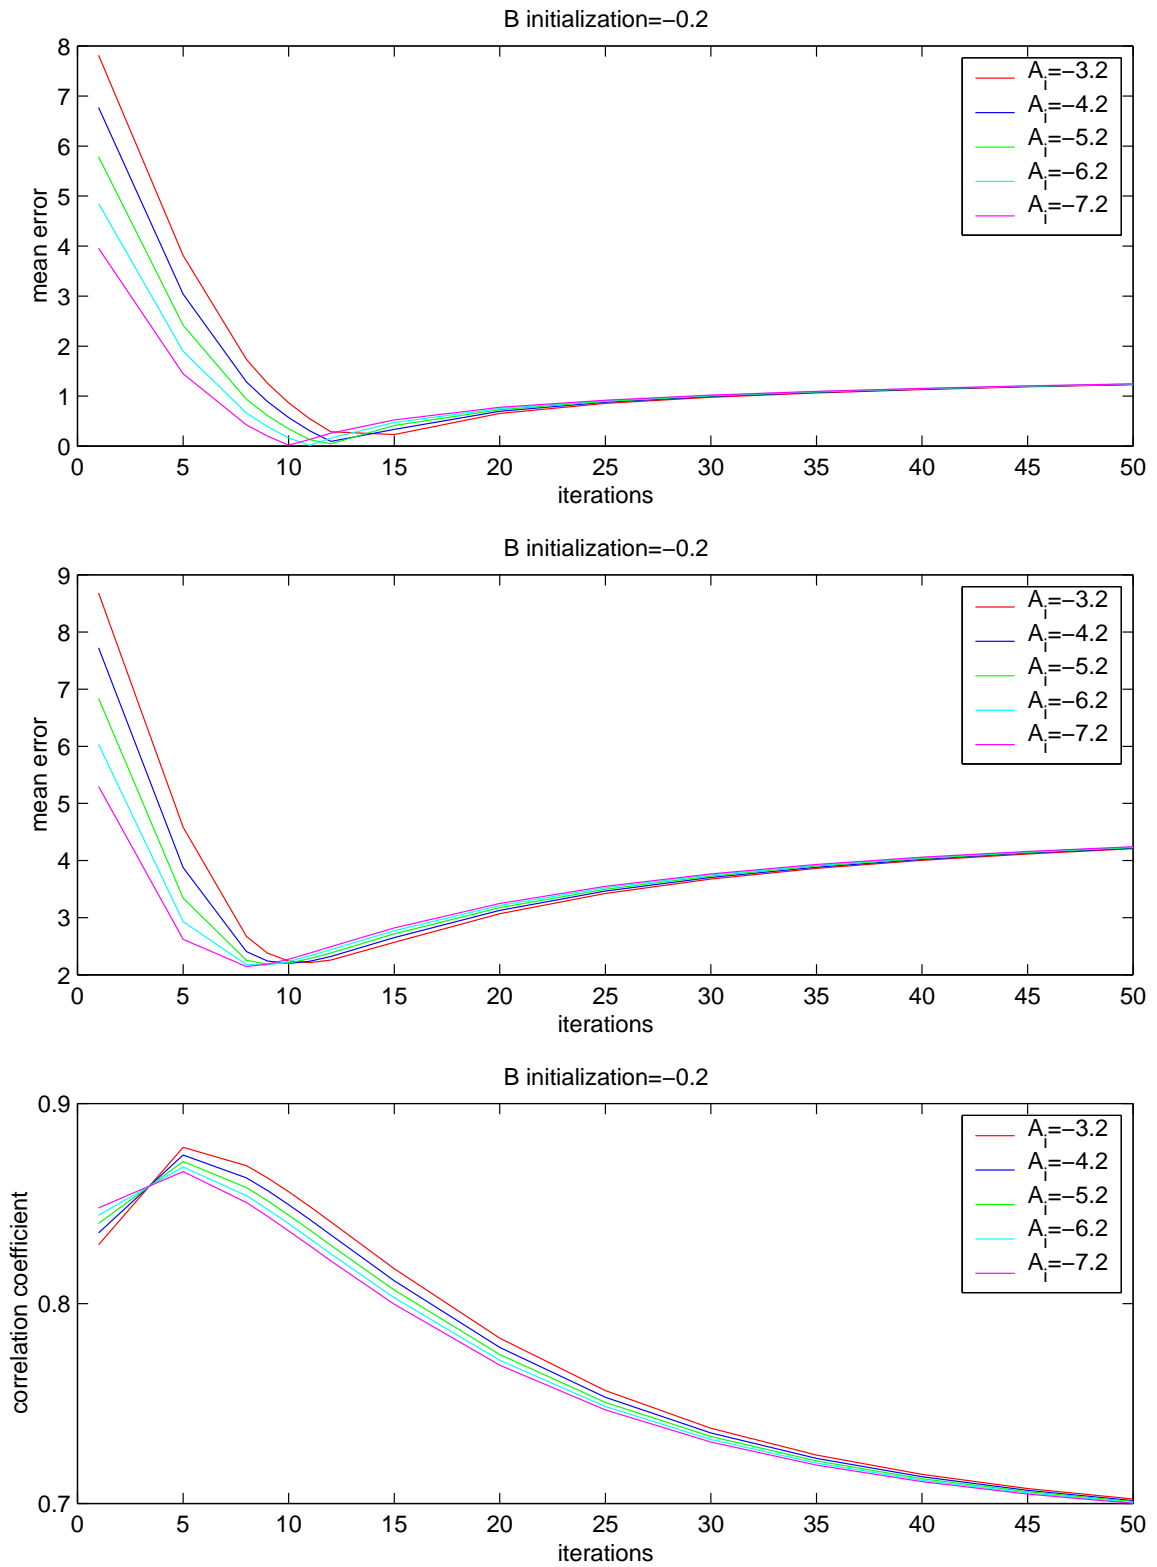 B initialization=−0.2
8
7
6
5
4
3
2
1
0
mean error
0 5 10 15 20 25 30 35 40 45 50
iterations
A_i=−3.2
A_i=−4.2
A_i=−5.2
A_i=−6.2
A_i=−7.2
B initialization=−0.2
9
8
7
6
5
4
3
2
mean error
0 5 10 15 20 25 30 35 40 45 50
iterations
A_i=−3.2
A_i=−4.2
A_i=−5.2
A_i=−6.2
A_i=−7.2
B initialization=−0.2
0.9
0.8
0.7
correlation coefficient
0 5 10 15 20 25 30 35 40 45 50
iterations
A_i=−3.2
A_i=−4.2
A_i=−5.2
A_i=−6.2
A_i=−7.2